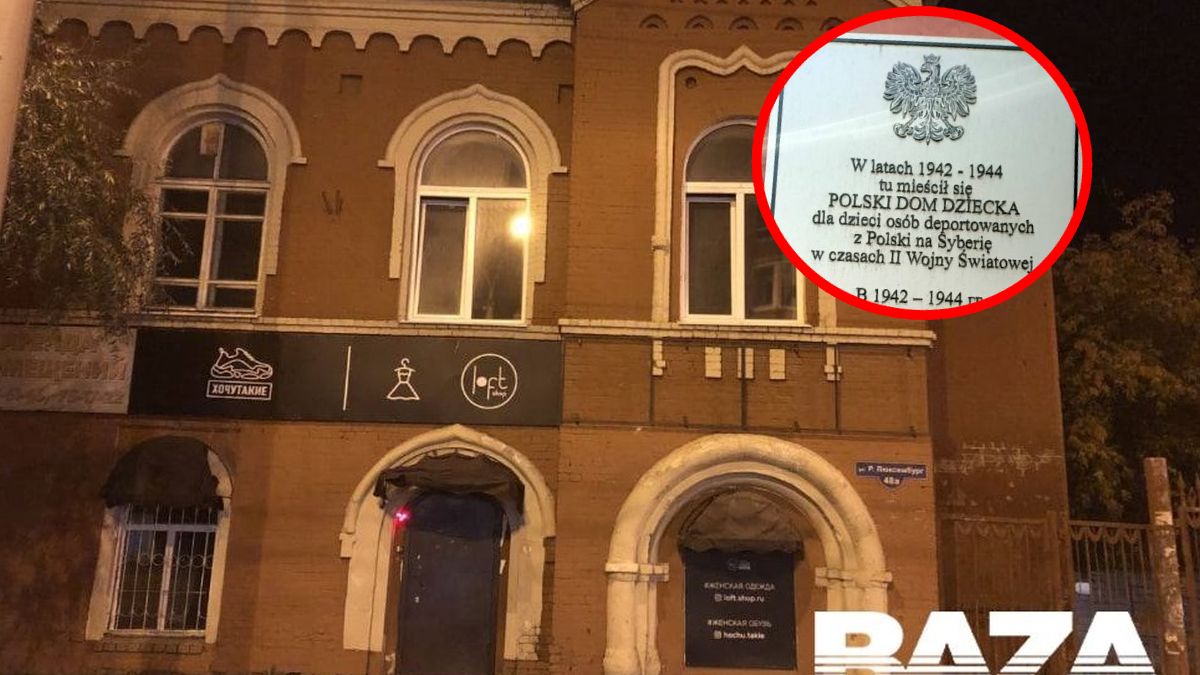 W latach 1942 - 1944
tu mieścił się
POLSKI DOM DZIECKA
dla dzieci osób deportowanych
z Polski na Syberię
w czasach II Wojny Światowej
В 1942 – 1944 гг
ХОЧУТАКИЕ
loft
shop
ул. Р. Люксембург
48а
#ЖЕНСКАЯ ОДЕЖДА
loft.shop.ru
#ЖЕНСКАЯ ОБУВЬ
hochu.takie
BAZA